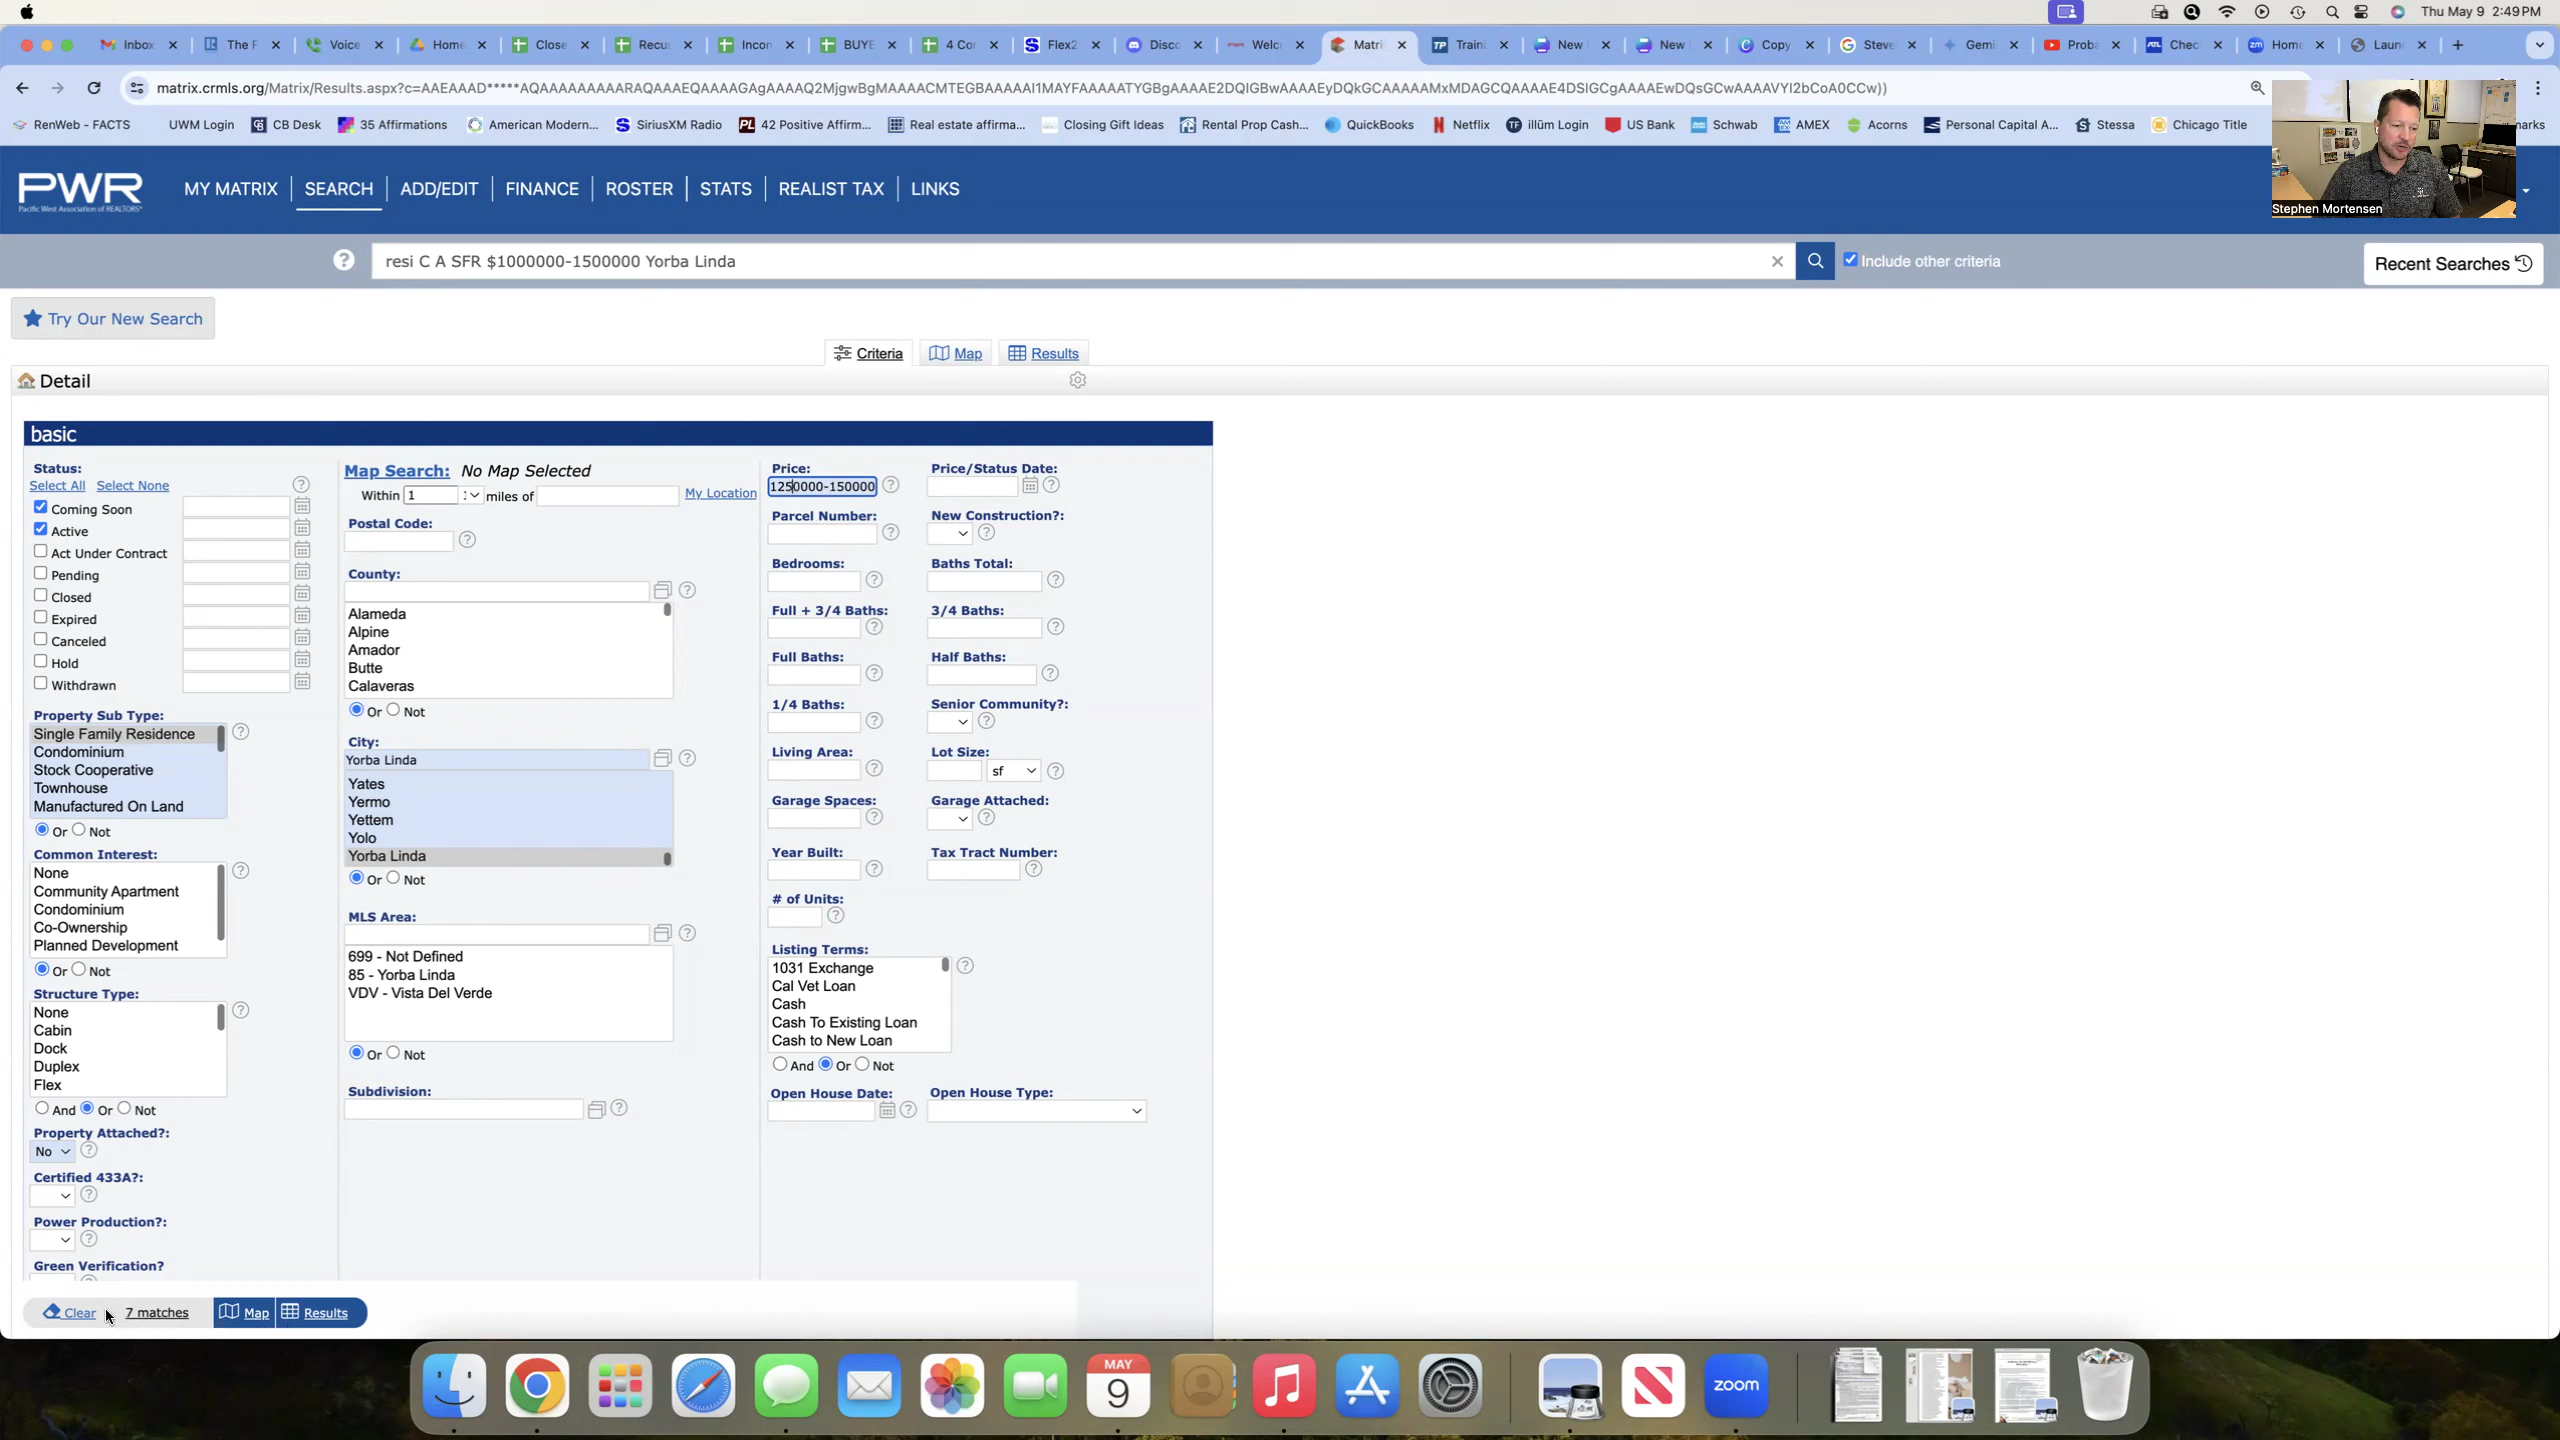 Thu May 9 2:49 PM
Inbox
The F
Voice
Home
Close
Recur
Incon
BUYE
4 Cor
Flex2
Disco
Welc
Matri
Traini
New
New
Copy
Steve
Gemi
Proba
Chec
Home
Laun
RenWeb - FACTS
UWM Login
CB Desk
35 Affirmations
American Modern...
SiriusXM Radio
42 Positive Affirm...
Real estate affirma...
Closing Gift Ideas
Rental Prop Cash...
QuickBooks
Netflix
illūm Login
US Bank
Schwab
AMEX
Acorns
Personal Capital A...
Stessa
Chicago Title
Stephen Mortensen
PWR
Pacific West Association of REALTORS®
MY MATRIX
SEARCH
ADD/EDIT
FINANCE
ROSTER
STATS
REALIST TAX
LINKS
resi C A SFR $1000000-1500000 Yorba Linda
Include other criteria
Recent Searches
Try Our New Search
Criteria
Map
Results
Detail
basic
Status:
Select All Select None
Coming Soon
Active
Act Under Contract
Pending
Closed
Expired
Canceled
Hold
Withdrawn
Property Sub Type:
Single Family Residence
Condominium
Stock Cooperative
Townhouse
Manufactured On Land
Or Not
Common Interest:
None
Community Apartment
Condominium
Co-Ownership
Planned Development
Or Not
Structure Type:
None
Cabin
Dock
Duplex
Flex
And Or Not
Property Attached?:
No
Certified 433A?:
Power Production?:
Green Verification?
Map Search: No Map Selected
Within 1 miles of My Location
Postal Code:
County:
Alameda
Alpine
Amador
Butte
Calaveras
Or Not
City:
Yorba Linda
Yates
Yermo
Yettem
Yolo
Yorba Linda
Or Not
MLS Area:
699 - Not Defined
85 - Yorba Linda
VDV - Vista Del Verde
Or Not
Subdivision:
Price:
1250000-150000
Price/Status Date:
Parcel Number:
New Construction?:
Bedrooms:
Baths Total:
Full + 3/4 Baths:
3/4 Baths:
Full Baths:
Half Baths:
1/4 Baths:
Senior Community?:
Living Area:
Lot Size:
sf
Garage Spaces:
Garage Attached:
Year Built:
Tax Tract Number:
# of Units:
Listing Terms:
1031 Exchange
Cal Vet Loan
Cash
Cash To Existing Loan
Cash to New Loan
And Or Not
Open House Date:
Open House Type:
Clear
7 matches
Map
Results
MAY
9
zoom